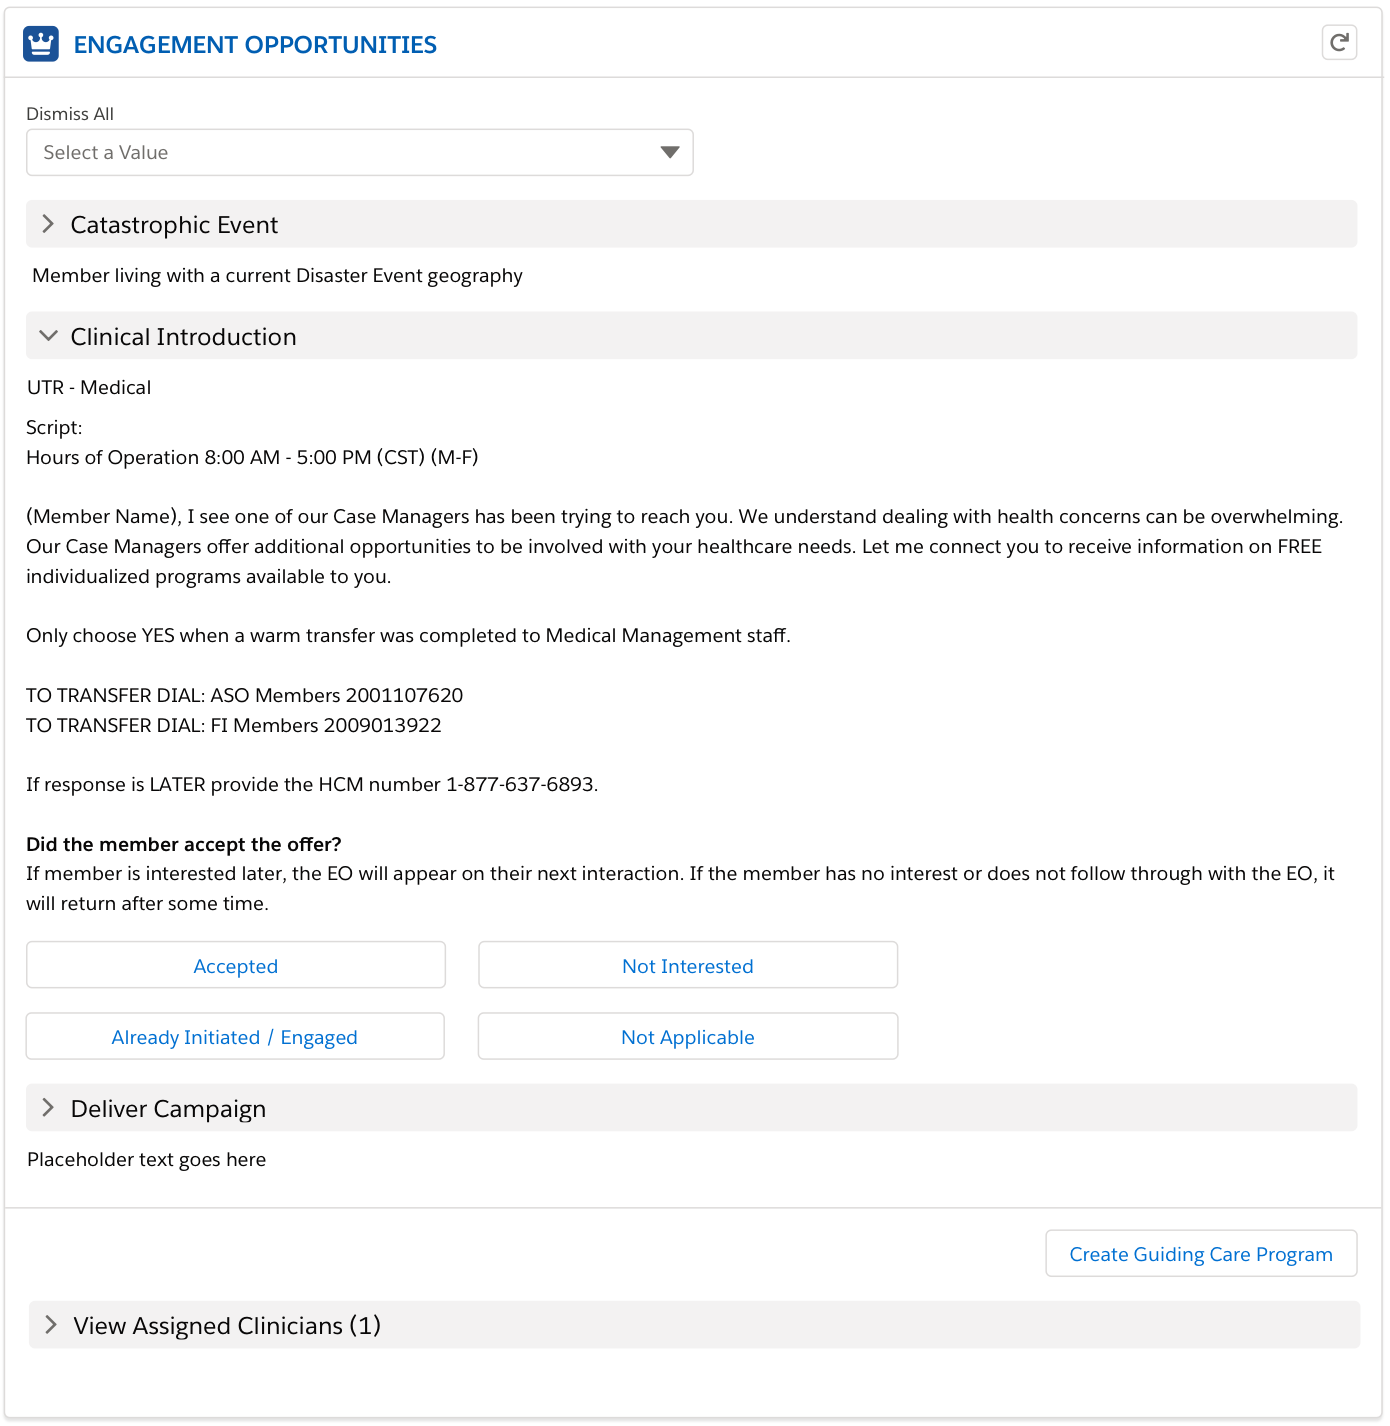 ENGAGEMENT OPPORTUNITIES
Dismiss All
Select a Value
Catastrophic Event
Member living with a current Disaster Event geography
Clinical Introduction
UTR - Medical
Script:
Hours of Operation 8:00 AM - 5:00 PM (CST) (M-F)
(Member Name), I see one of our Case Managers has been trying to reach you. We understand dealing with health concerns can be overwhelming.
Our Case Managers offer additional opportunities to be involved with your healthcare needs. Let me connect you to receive information on FREE
individualized programs available to you.
Only choose YES when a warm transfer was completed to Medical Management staff.
TO TRANSFER DIAL: ASO Members 2001107620
TO TRANSFER DIAL: FI Members 2009013922
If response is LATER provide the HCM number 1-877-637-6893.
Did the member accept the offer?
If member is interested later, the EO will appear on their next interaction. If the member has no interest or does not follow through with the EO, it
will return after some time.
Accepted
Not Interested
Already Initiated / Engaged
Not Applicable
Deliver Campaign
Placeholder text goes here
Create Guiding Care Program
View Assigned Clinicians (1)